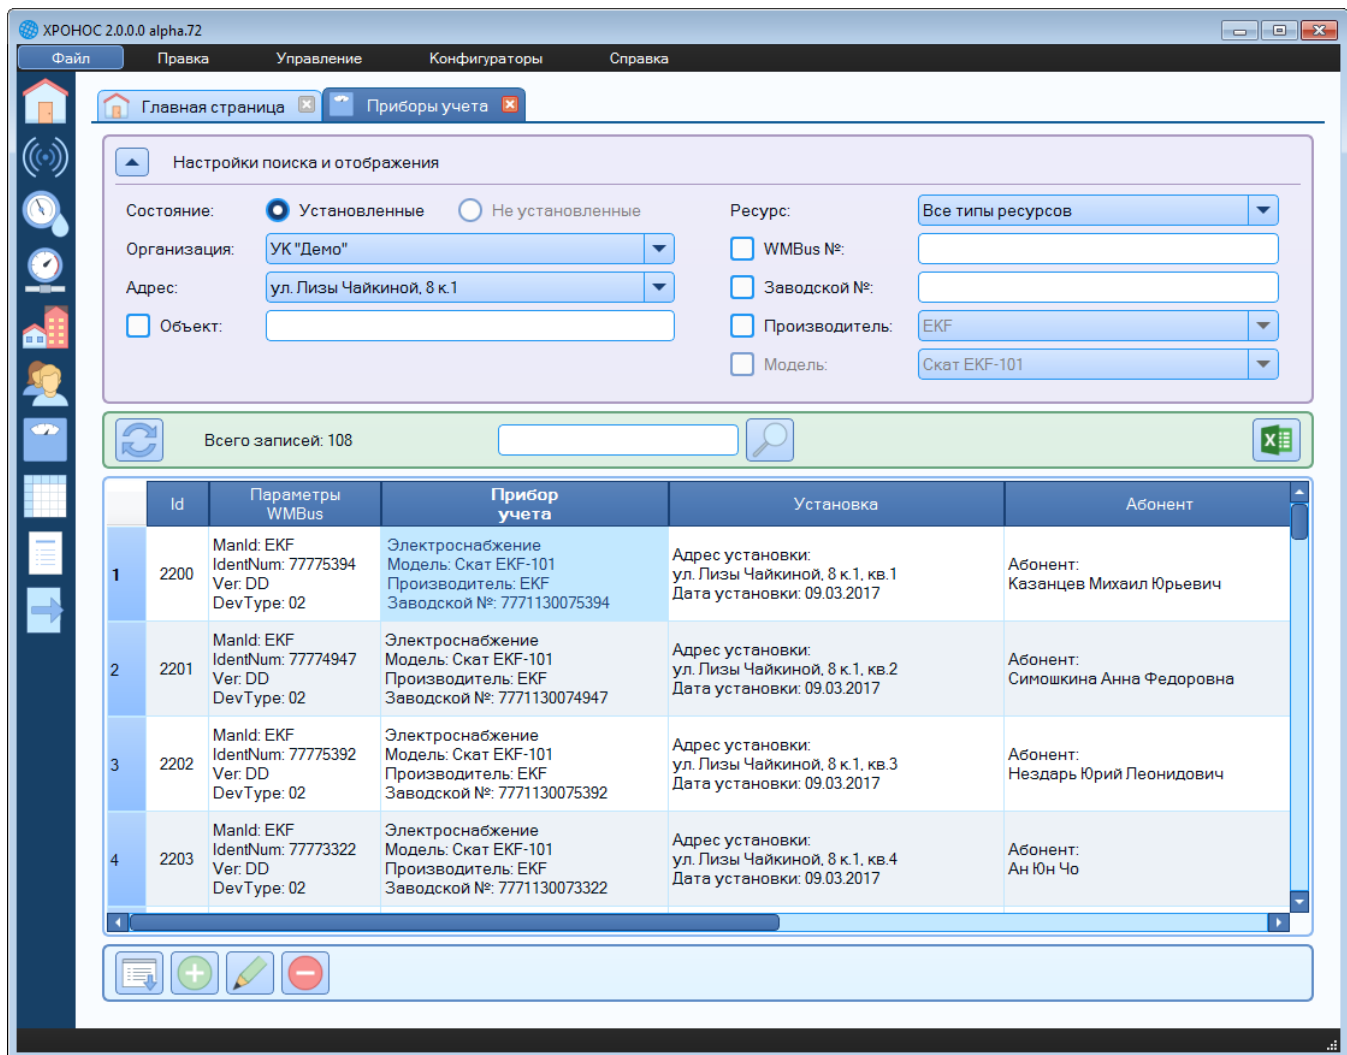 ХРОНОС 2.0.0.0 alpha.72
Файл Правка Управление Конфигураторы Справка
Главная страница Приборы учета
Настройки поиска и отображения
Состояние: Установленные Не установленные Ресурс: Все типы ресурсов
Организация: УК "Демо" WMBus №:
Адрес: ул. Лизы Чайкиной, 8 к.1 Заводской №:
Объект: Производитель: EKF
Модель: Скат EKF-101
Всего записей: 108
Id Параметры WMBus Прибор учета Установка Абонент
1
2200
ManId: EKF
IdentNum: 77775394
Ver: DD
DevType: 02
Электроснабжение
Модель: Скат EKF-101
Производитель: EKF
Заводской №: 7771130075394
Адрес установки:
ул. Лизы Чайкиной, 8 к.1, кв.1
Дата установки: 09.03.2017
Абонент:
Казанцев Михаил Юрьевич
2
2201
ManId: EKF
IdentNum: 77774947
Ver: DD
DevType: 02
Электроснабжение
Модель: Скат EKF-101
Производитель: EKF
Заводской №: 7771130074947
Адрес установки:
ул. Лизы Чайкиной, 8 к.1, кв.2
Дата установки: 09.03.2017
Абонент:
Симошкина Анна Федоровна
3
2202
ManId: EKF
IdentNum: 77775392
Ver: DD
DevType: 02
Электроснабжение
Модель: Скат EKF-101
Производитель: EKF
Заводской №: 7771130075392
Адрес установки:
ул. Лизы Чайкиной, 8 к.1, кв.3
Дата установки: 09.03.2017
Абонент:
Нездарь Юрий Леонидович
4
2203
ManId: EKF
IdentNum: 77773322
Ver: DD
DevType: 02
Электроснабжение
Модель: Скат EKF-101
Производитель: EKF
Заводской №: 7771130073322
Адрес установки:
ул. Лизы Чайкиной, 8 к.1, кв.4
Дата установки: 09.03.2017
Абонент:
Ан Юн Чо